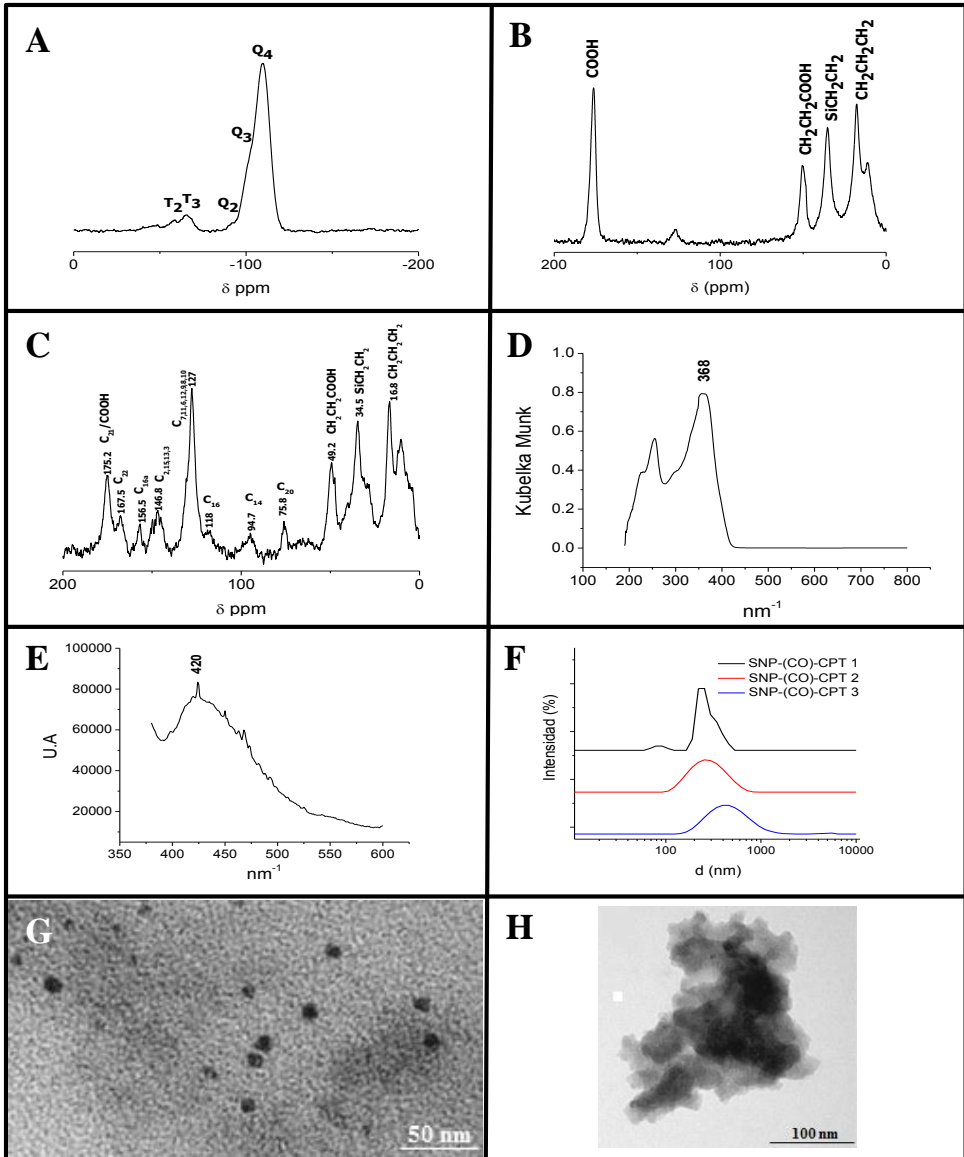 A
Q4
Q3
Q2
T2 T3
0 -100 -200
δ ppm
B
COOH
CH2CH2COOH
SiCH2CH2
CH2CH2CH2
200 100 0
δ (ppm)
C
175.2 C21/COOH
167.5 C22
156.5 C16a
146.8 C2,15,13,3
C7,11,6,12,9,8,10
127
118 C16
94.7 C14
75.8 C20
49.2 CH2CH2COOH
34.5 SiCH2CH2
16.8 CH2CH2CH2
200 100 0
δ ppm
D
368
Kubelka Munk
1.0
0.8
0.6
0.4
0.2
0.0
100 200 300 400 500 600 700 800
nm-1
E
420
U.A
100000
80000
60000
40000
20000
350 400 450 500 550 600
nm-1
F
SNP-(CO)-CPT 1
SNP-(CO)-CPT 2
SNP-(CO)-CPT 3
Intensidad (%)
100 1000 10000
d (nm)
G
50 nm
H
100 nm